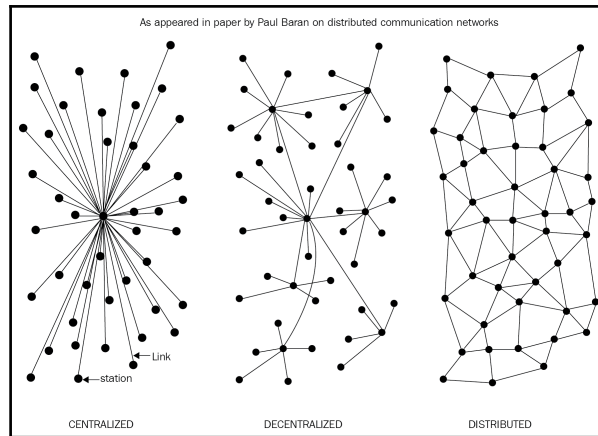 As appeared in paper by Paul Baran on distributed communication networks
Link
station
CENTRALIZED DECENTRALIZED DISTRIBUTED